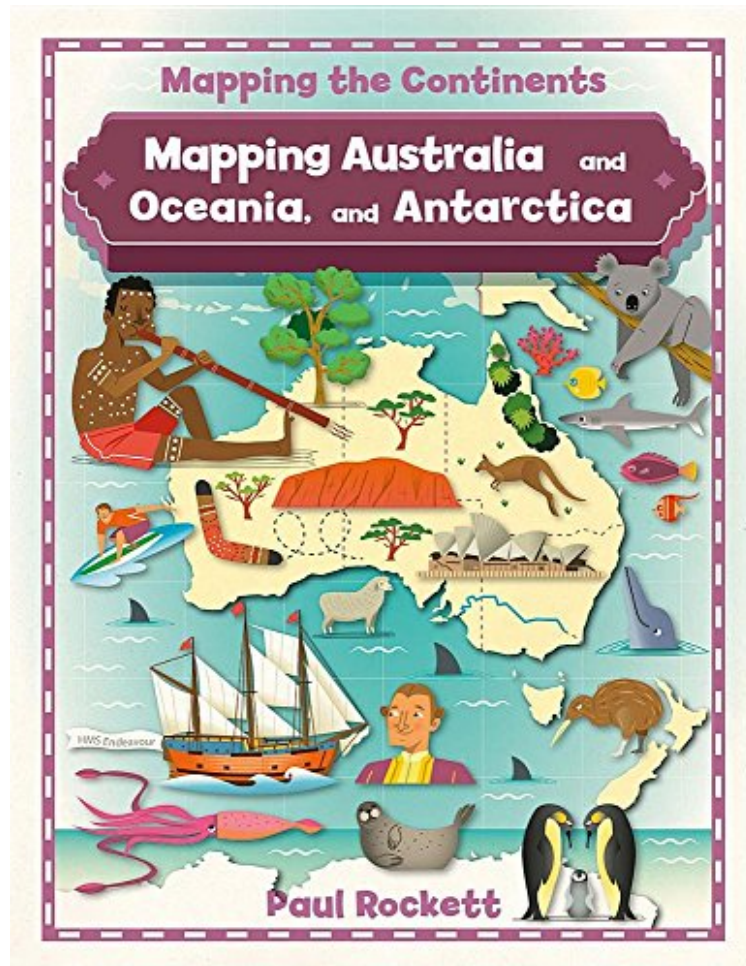 Mapping the Continents
Mapping Australia and
Oceania, and Antarctica
HMS Endeavour
Paul Rockett